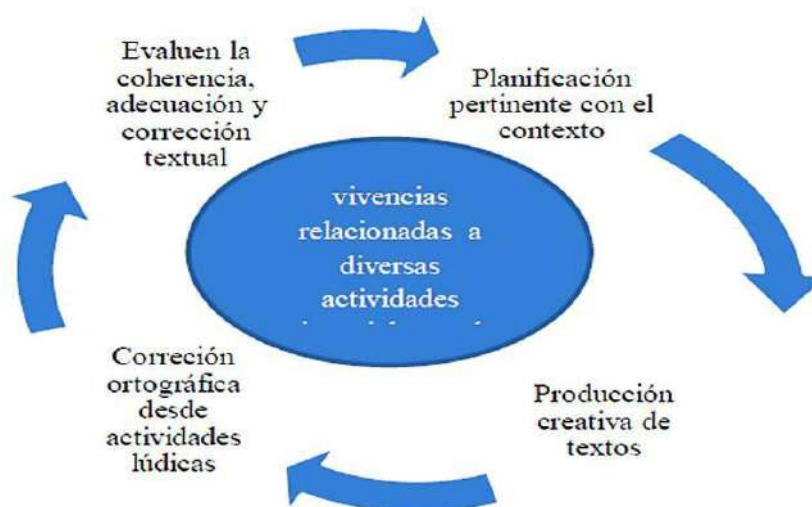 Evaluen la
coherencia,
adecuación y
corrección
textual
Planificación
pertinente con el
contexto
vivencias
relacionadas a
diversas
actividades
Correción
ortográfica
desde
actividades
lúdicas
Producción
creativa de
textos